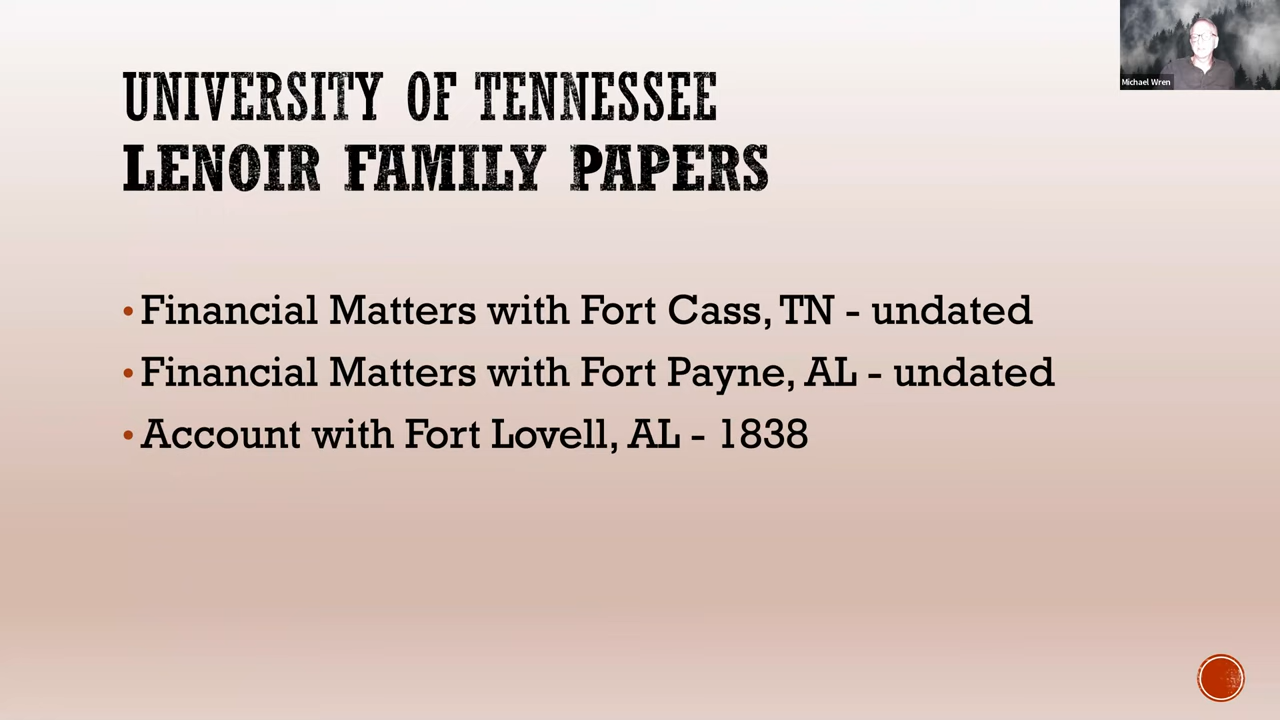 UNIVERSITY OF TENNESSEE
LENOIR FAMILY PAPERS
• Financial Matters with Fort Cass, TN - undated
• Financial Matters with Fort Payne, AL - undated
• Account with Fort Lovell, AL - 1838
Michael Wren